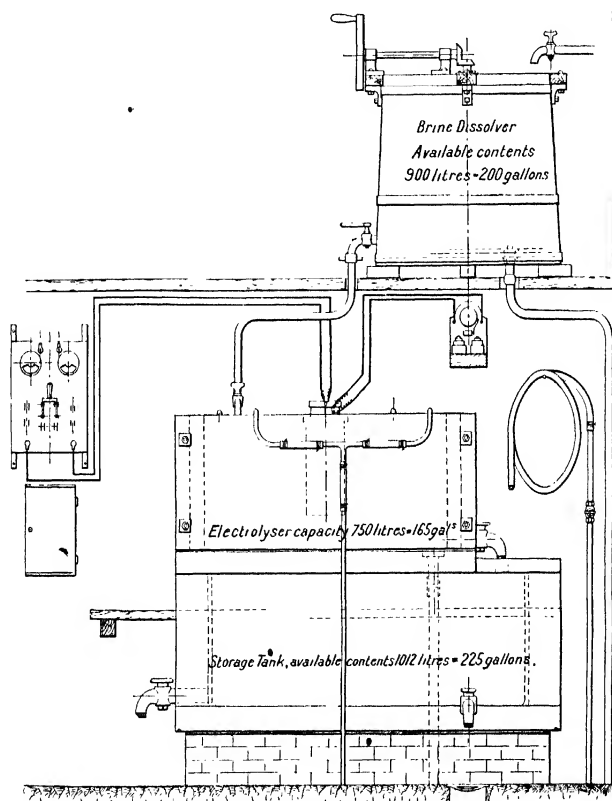 Brine Dissolver
Available contents
900 litres=200 gallons
Electrolyser capacity 750 litres=165 gals
Storage Tank, available contents 1012 litres= 225 gallons.